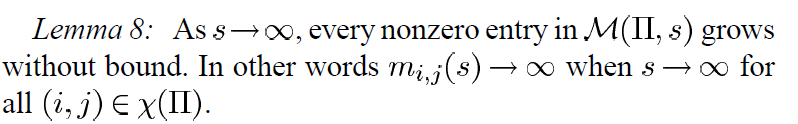 Lemma 8: As s→∞, every nonzero entry in ℳ(Π, s) grows
without bound. In other words m_{i,j}(s) → ∞ when s → ∞ for
all (i, j) ∈ χ(Π).